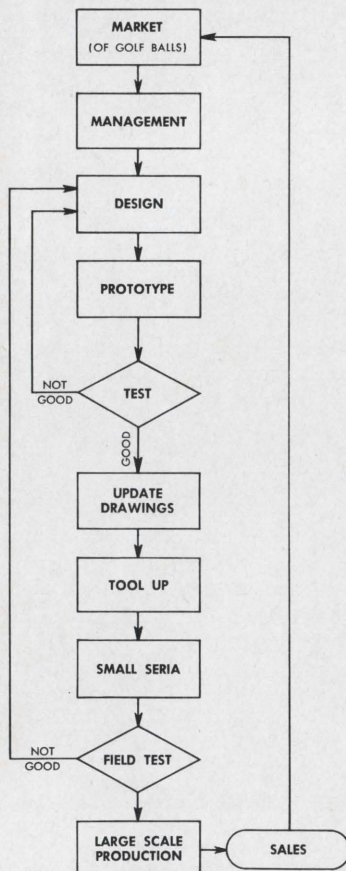 MARKET
(OF GOLF BALLS)
MANAGEMENT
DESIGN
PROTOTYPE
TEST
NOT
GOOD
GOOD
UPDATE
DRAWINGS
TOOL UP
SMALL SERIA
FIELD TEST
NOT
GOOD
LARGE SCALE
PRODUCTION
SALES